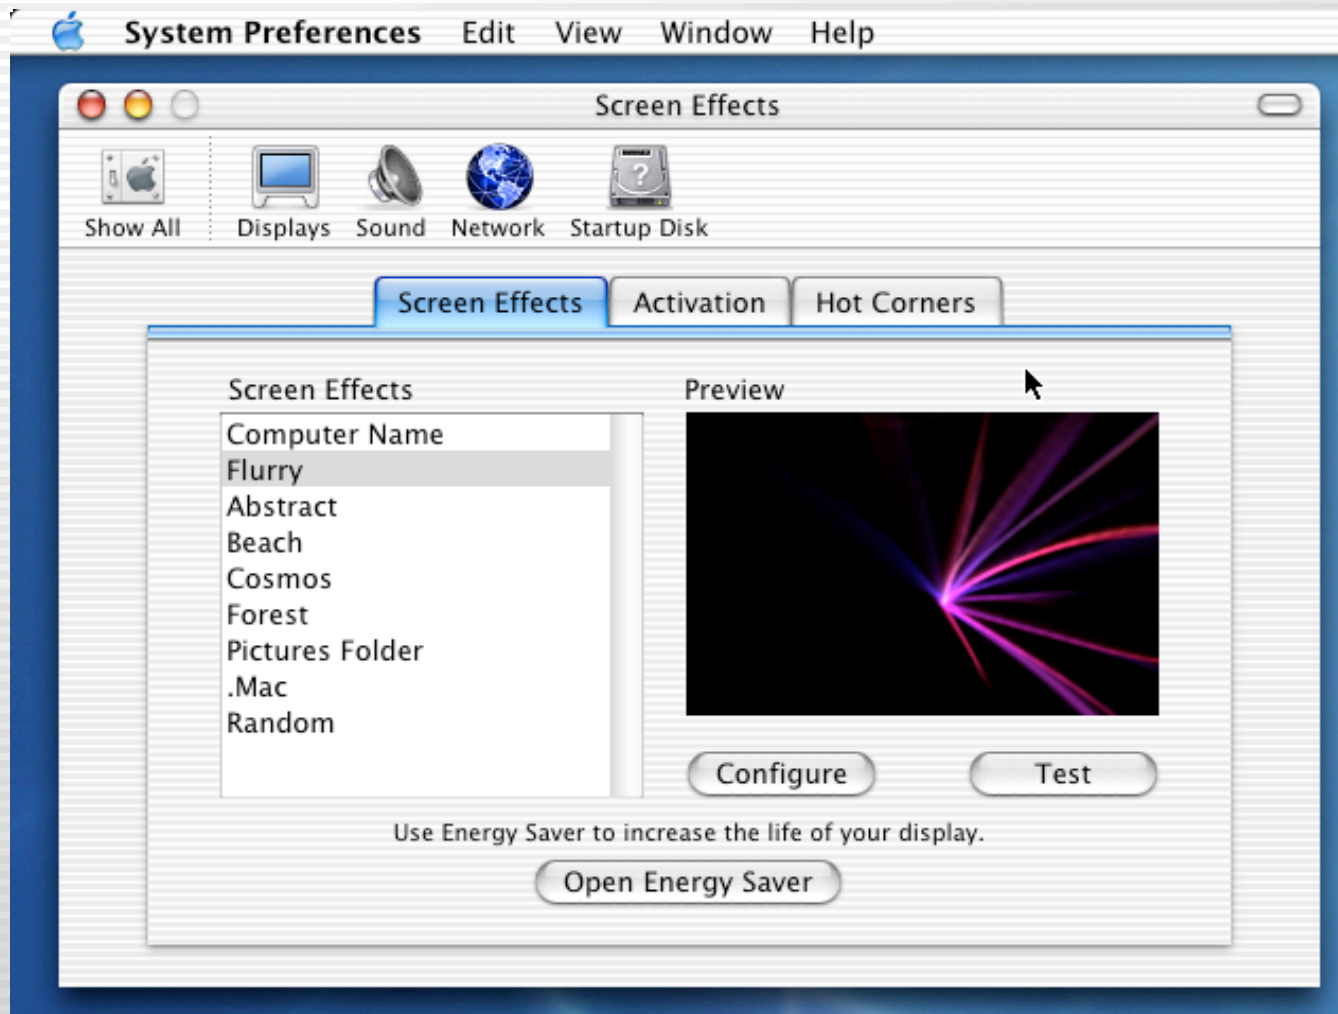 System Preferences Edit View Window Help
Screen Effects
Show All Displays Sound Network Startup Disk
Screen Effects Activation Hot Corners
Screen Effects
Computer Name
Flurry
Abstract
Beach
Cosmos
Forest
Pictures Folder
.Mac
Random
Preview
Configure Test
Use Energy Saver to increase the life of your display.
Open Energy Saver